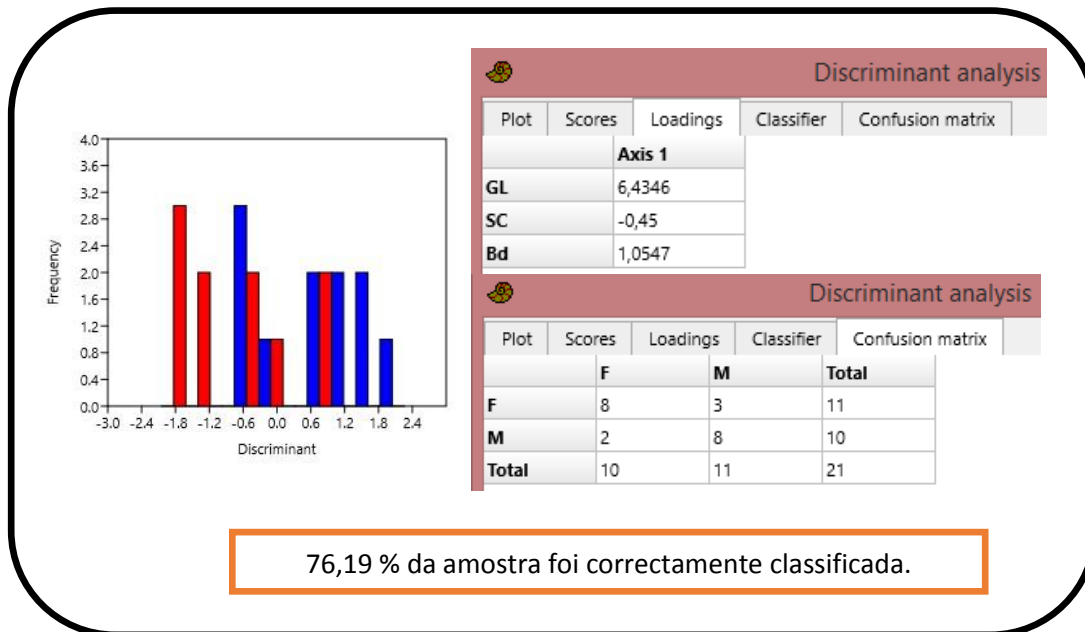 4.0
3.6
3.2
2.8
2.4
2.0
1.6
1.2
0.8
0.4
0.0
Frequency
-3.0 -2.4 -1.8 -1.2 -0.6 0.0 0.6 1.2 1.8 2.4
Discriminant
Discriminant analysis
Plot Scores Loadings Classifier Confusion matrix
Axis 1
GL 6,4346
SC -0,45
Bd 1,0547
Discriminant analysis
Plot Scores Loadings Classifier Confusion matrix
F M Total
F 8 3 11
M 2 8 10
Total 10 11 21
76,19 % da amostra foi correctamente classificada.